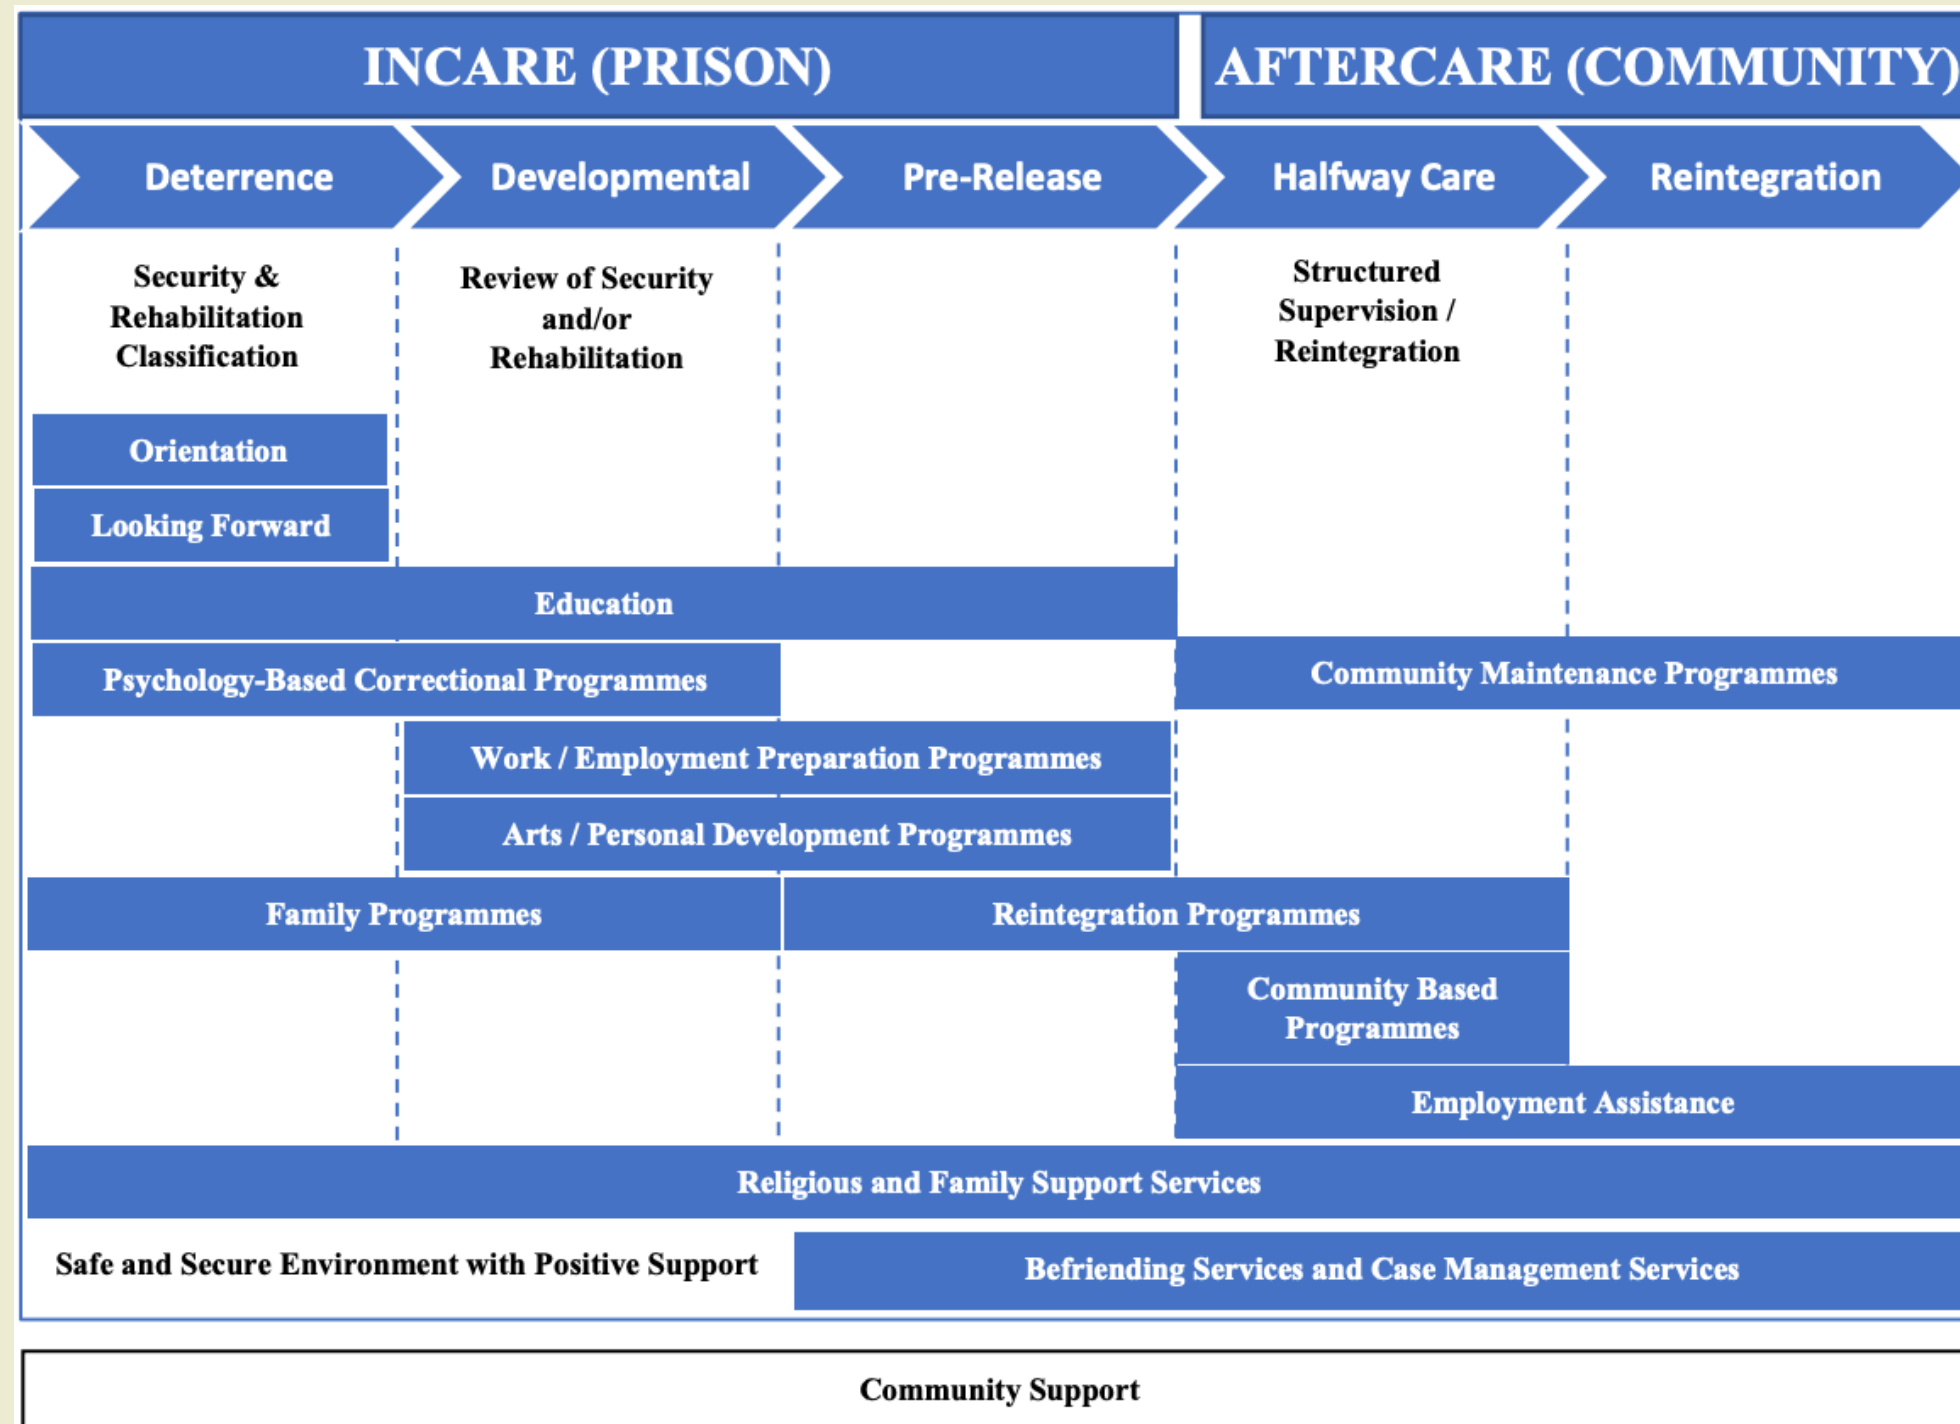 INCARE (PRISON)
AFTERCARE (COMMUNITY)
Deterrence
Developmental
Pre-Release
Halfway Care
Reintegration
Security &
Rehabilitation
Classification
Review of Security
and/or
Rehabilitation
Structured
Supervision /
Reintegration
Orientation
Looking Forward
Education
Psychology-Based Correctional Programmes
Community Maintenance Programmes
Work / Employment Preparation Programmes
Arts / Personal Development Programmes
Family Programmes
Reintegration Programmes
Community Based
Programmes
Employment Assistance
Religious and Family Support Services
Safe and Secure Environment with Positive Support
Befriending Services and Case Management Services
Community Support